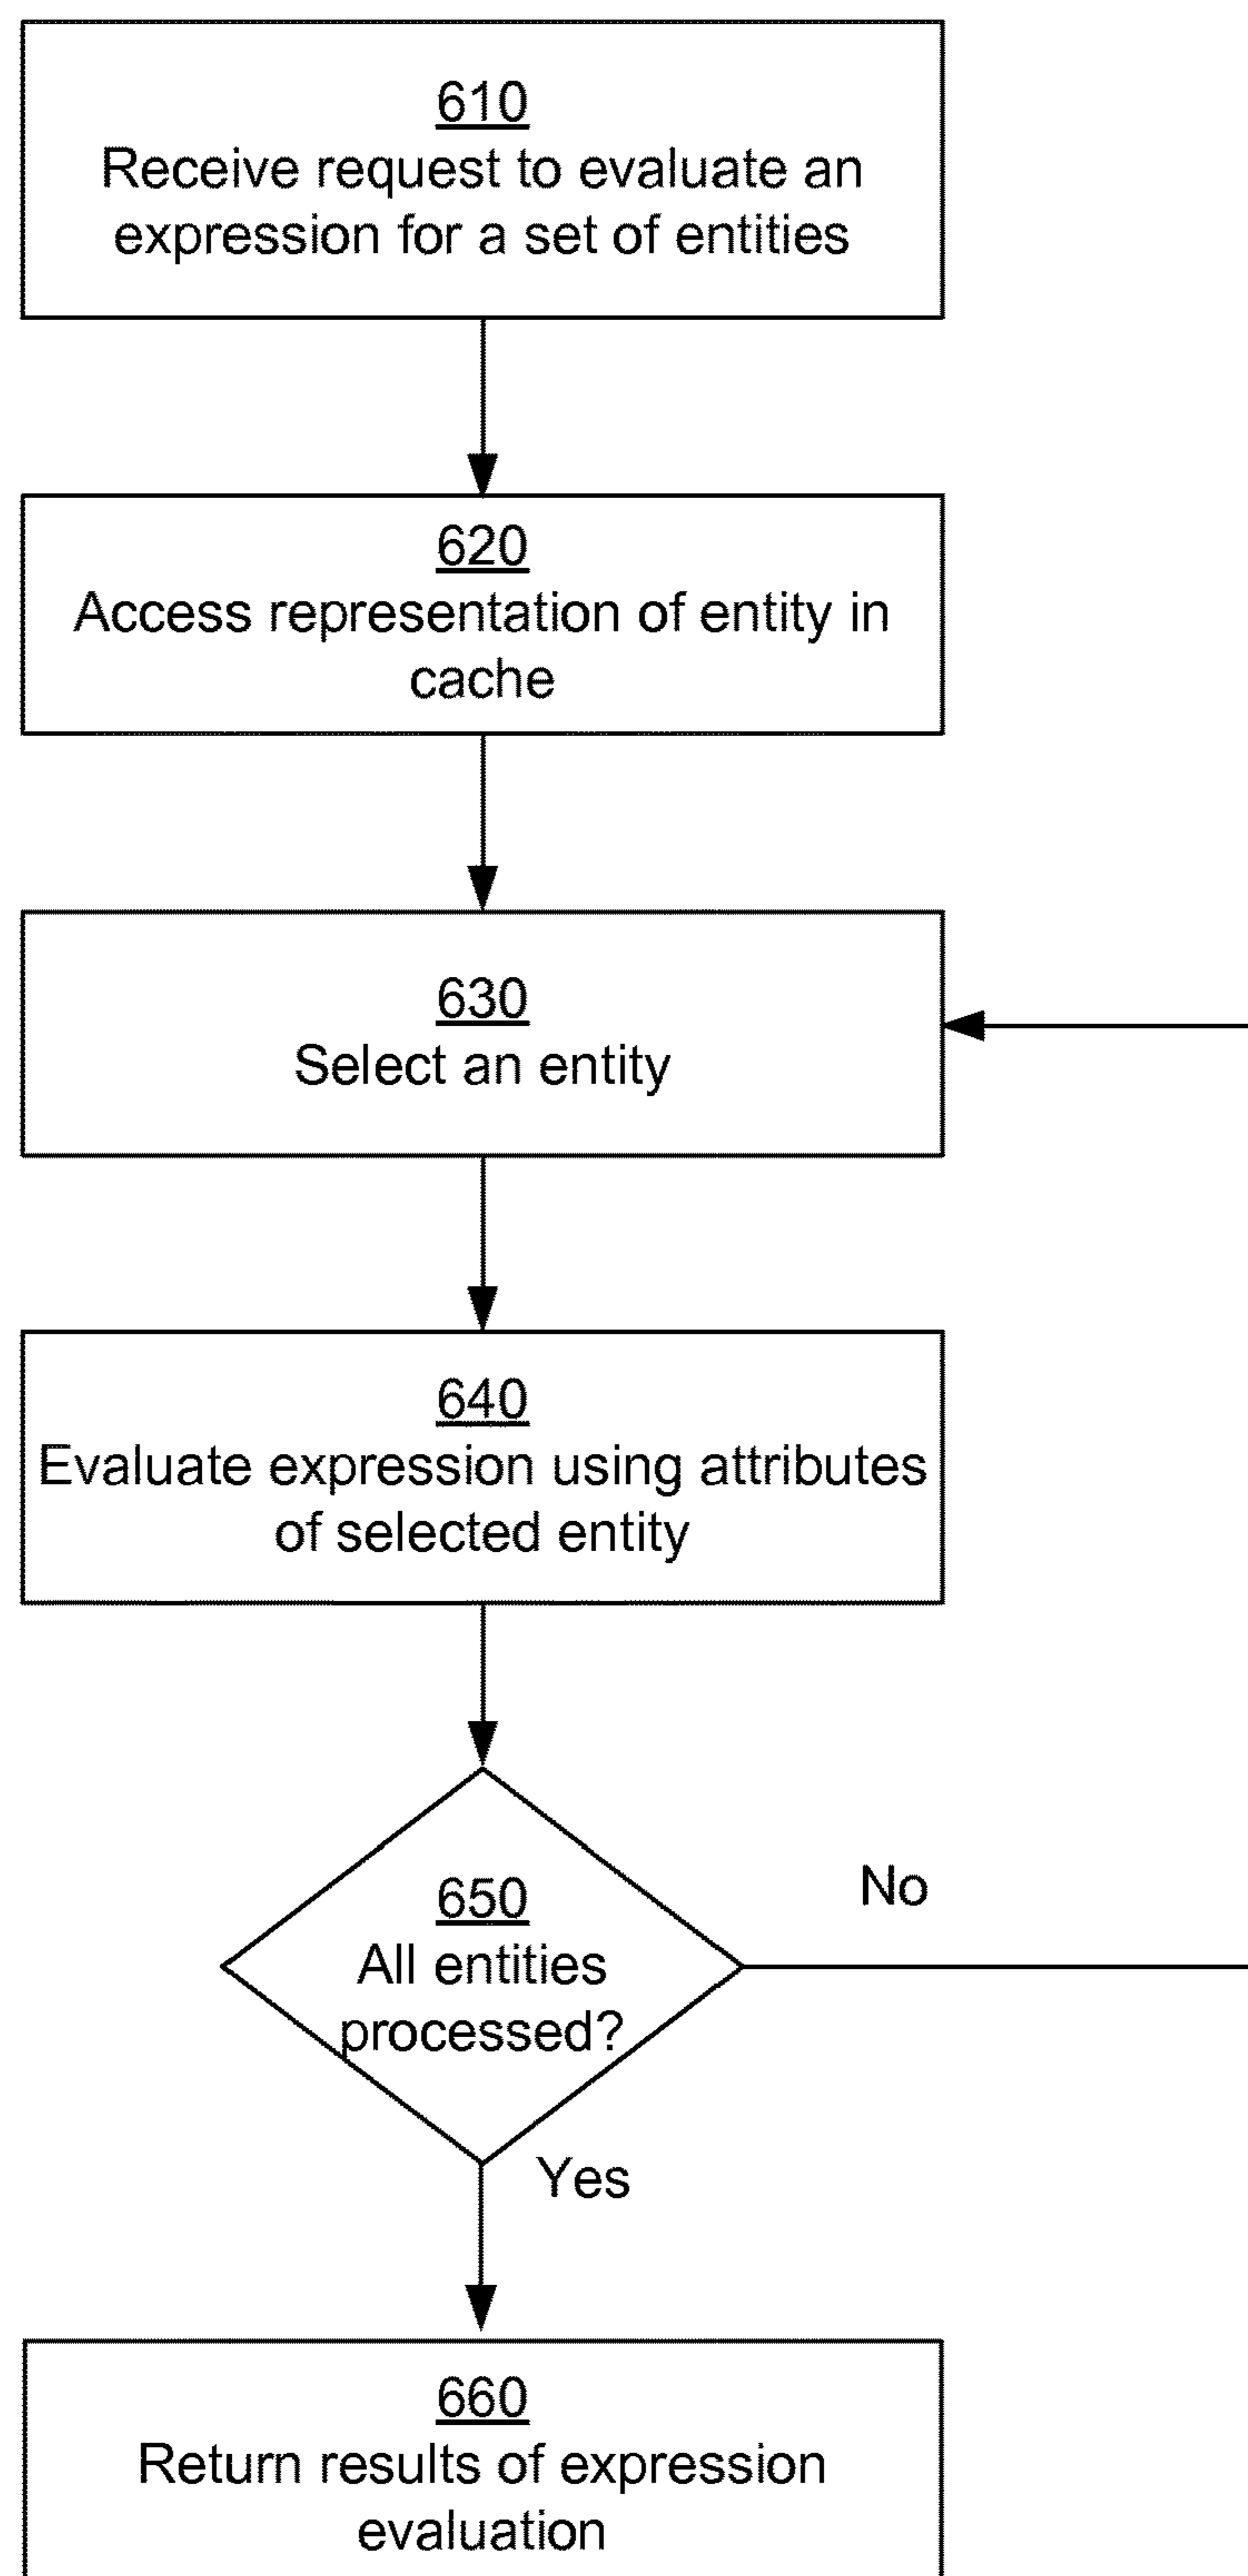 610
Receive request to evaluate an
expression for a set of entities
620
Access representation of entity in
cache
630
Select an entity
640
Evaluate expression using attributes
of selected entity
650
All entities
processed?
No
Yes
660
Return results of expression
evaluation